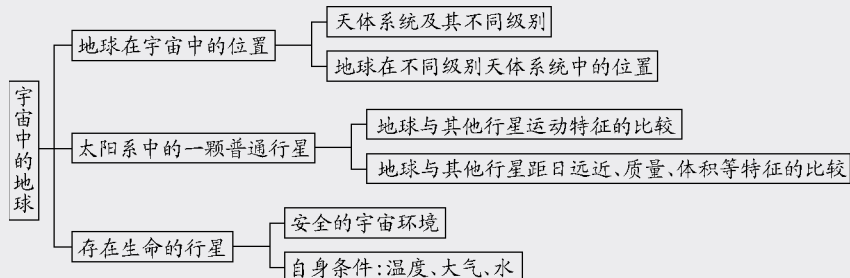 宇宙中的地球
地球在宇宙中的位置
天体系统及其不同级别
地球在不同级别天体系统中的位置
太阳系中的一颗普通行星
地球与其他行星运动特征的比较
地球与其他行星距日远近、质量、体积等特征的比较
存在生命的行星
安全的宇宙环境
自身条件:温度、大气、水